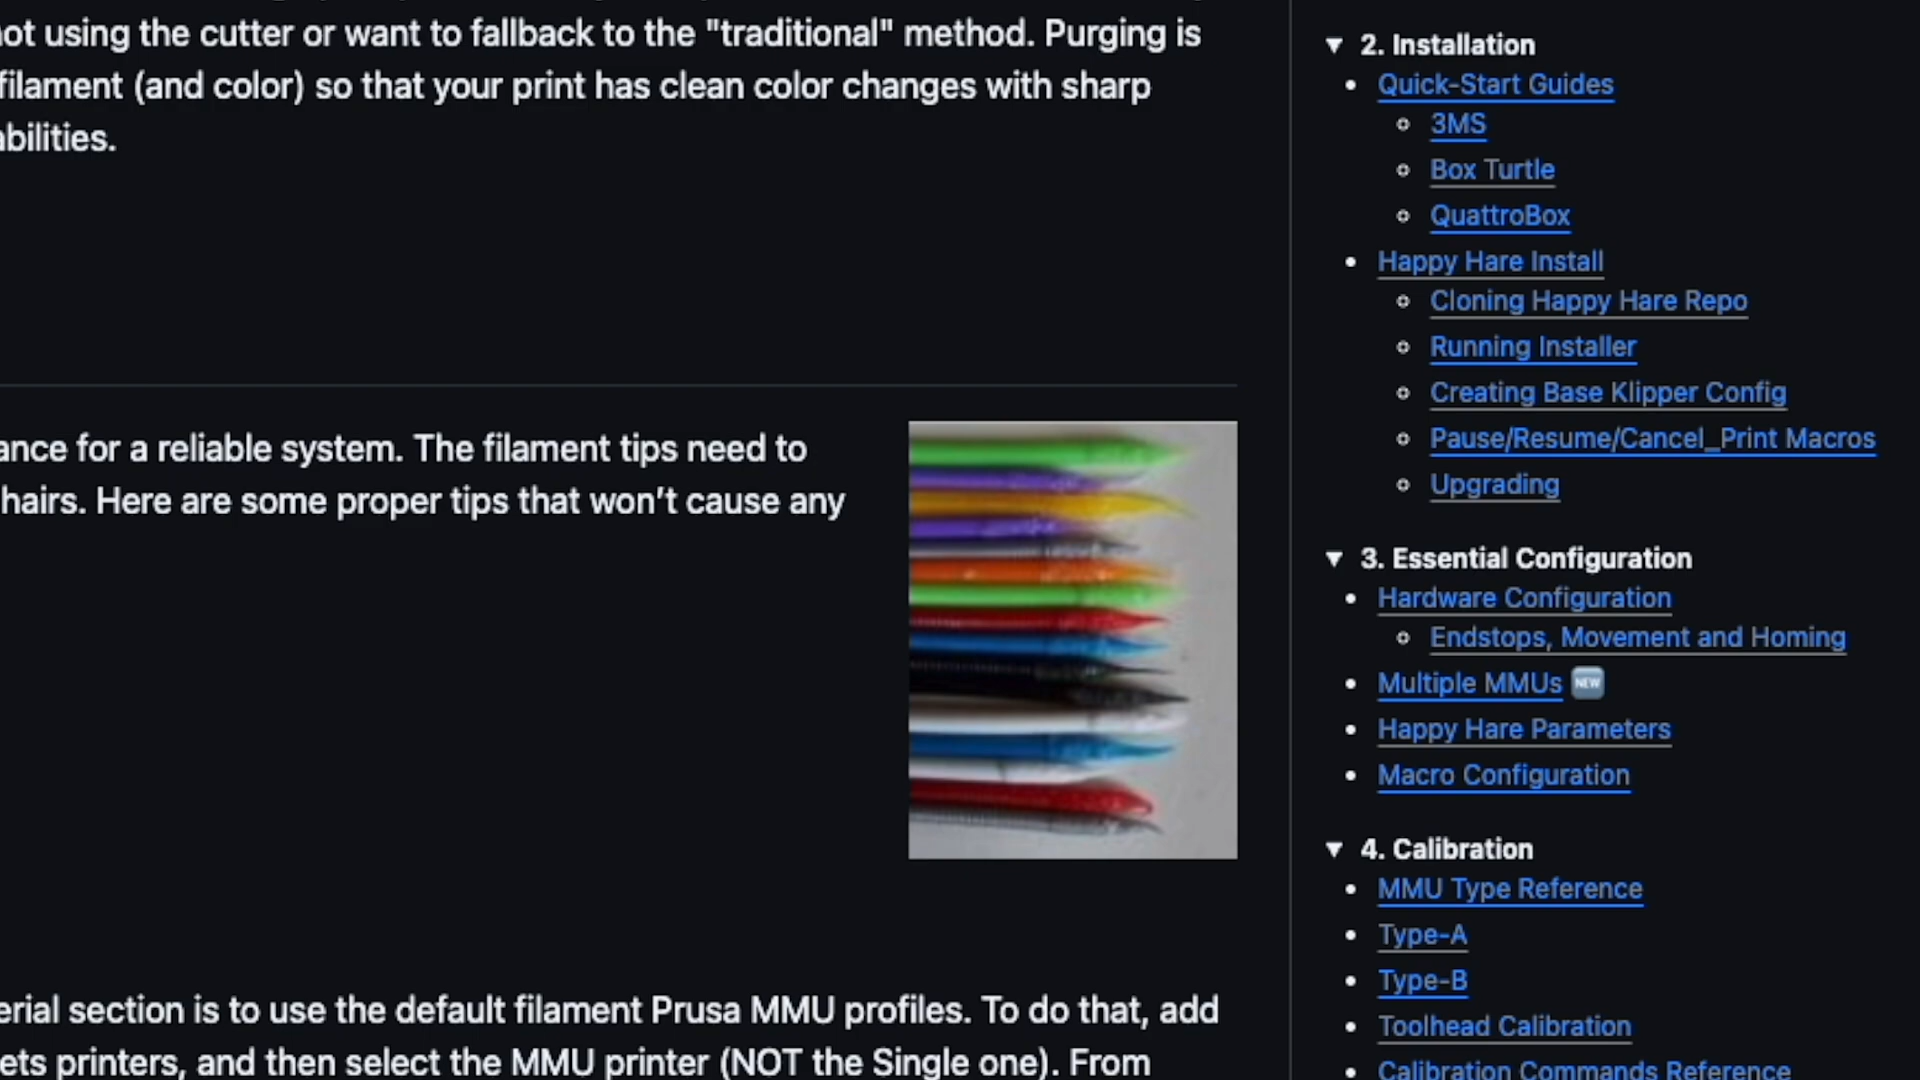 not using the cutter or want to fallback to the "traditional" method. Purging is
filament (and color) so that your print has clean color changes with sharp
abilities.
ance for a reliable system. The filament tips need to
hairs. Here are some proper tips that won't cause any
erial section is to use the default filament Prusa MMU profiles. To do that, add
ets printers, and then select the MMU printer (NOT the Single one). From
▼ 2. Installation
• Quick-Start Guides
◦ 3MS
◦ Box Turtle
◦ QuattroBox
• Happy Hare Install
◦ Cloning Happy Hare Repo
◦ Running Installer
◦ Creating Base Klipper Config
◦ Pause/Resume/Cancel_Print Macros
◦ Upgrading
▼ 3. Essential Configuration
• Hardware Configuration
◦ Endstops, Movement and Homing
• Multiple MMUs NEW
• Happy Hare Parameters
• Macro Configuration
▼ 4. Calibration
• MMU Type Reference
• Type-A
• Type-B
• Toolhead Calibration
• Calibration Commands Reference